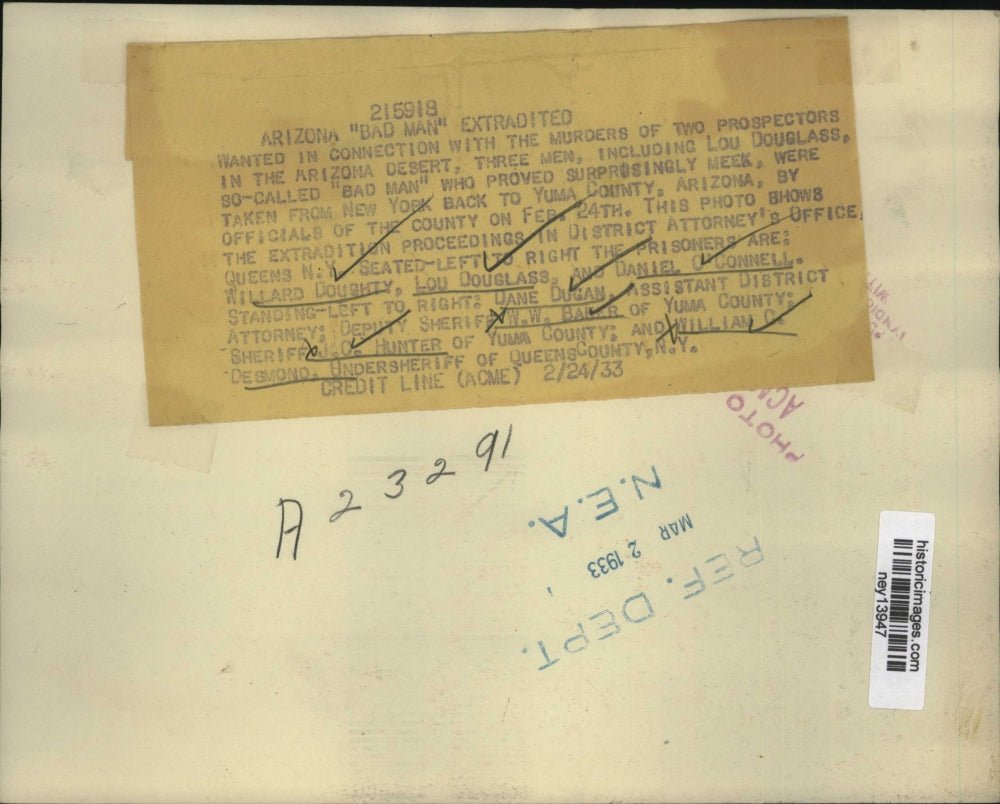 215918
ARIZONA "BAD MAN" EXTRADITED
WANTED IN CONNECTION WITH THE MURDERS OF TWO PROSPECTORS
IN THE ARIZONA DESERT, THREE MEN, INCLUDING LOU DOUGLASS,
SO-CALLED "BAD MAN" WHO PROVED SURPRISINGLY MEEK, WERE
TAKEN FROM NEW YORK BACK TO YUMA COUNTY, ARIZONA, BY
OFFICIALS OF THE COUNTY ON FEB. 24TH. THIS PHOTO SHOWS
THE EXTRADITION PROCEEDINGS IN DISTRICT ATTORNEY'S OFFICE,
QUEENS N.Y. SEATED-LEFT TO RIGHT THE PRISONERS ARE:
WILLARD DOUGHTY, LOU DOUGLASS, AND DANIEL O'CONNELL.
STANDING-LEFT TO RIGHT: DANE DUGAN, ASSISTANT DISTRICT
ATTORNEY; DEPUTY SHERIFF W.W. BAKER OF YUMA COUNTY;
SHERIFF J.C. HUNTER OF YUMA COUNTY; AND WILLIAN C.
DESMOND, UNDERSHERIFF OF QUEENS COUNTY, N.Y.
CREDIT LINE (ACME) 2/24/33
PHOTO
AC
A 23291
N.E.A.
MAR 2 1933
REF. DEPT.
historicimages.com
ney13947